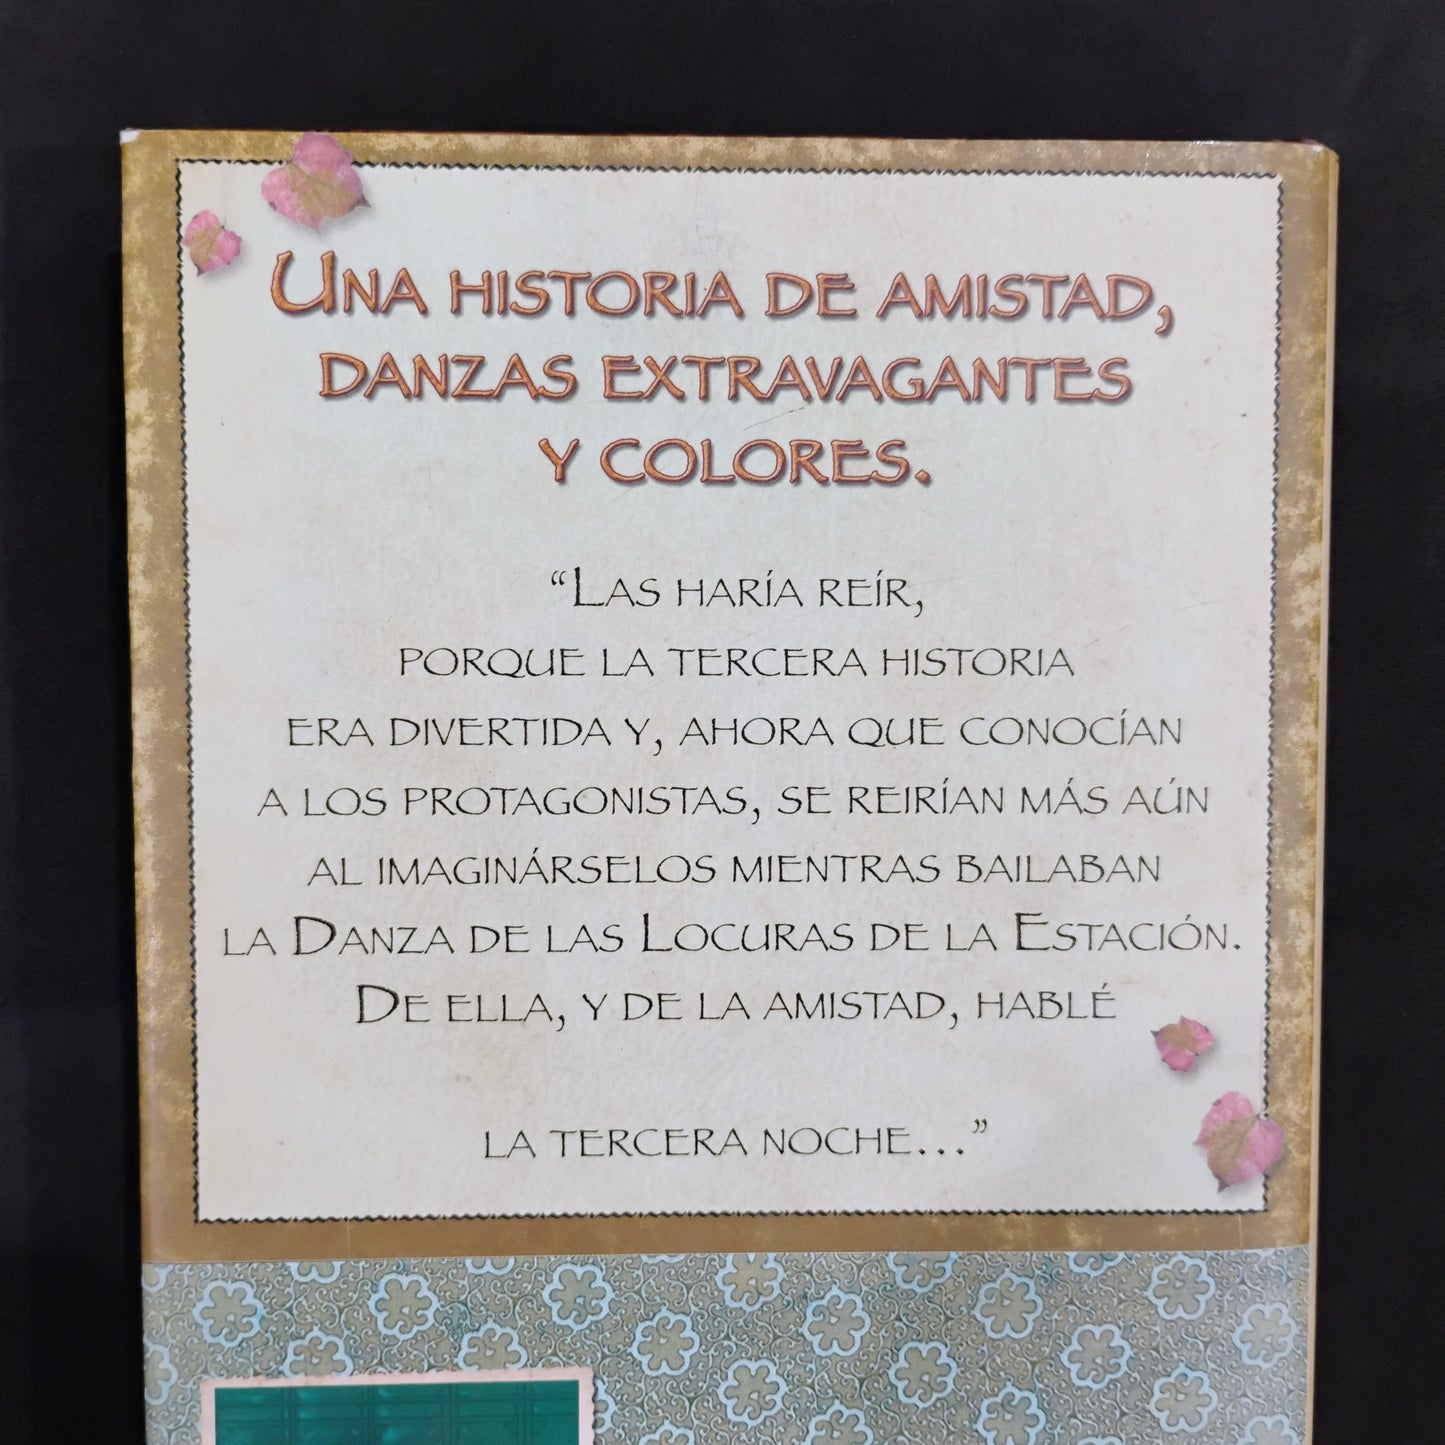 UNA HISTORIA DE AMISTAD,
DANZAS EXTRAVAGANTES
Y COLORES.
“LAS HARÍA REÍR,
PORQUE LA TERCERA HISTORIA
ERA DIVERTIDA Y, AHORA QUE CONOCÍAN
A LOS PROTAGONISTAS, SE REIRÍAN MÁS AÚN
AL IMAGINÁRSELOS MIENTRAS BAILABAN
LA DANZA DE LAS LOCURAS DE LA ESTACIÓN.
DE ELLA, Y DE LA AMISTAD, HABLÉ
LA TERCERA NOCHE...”